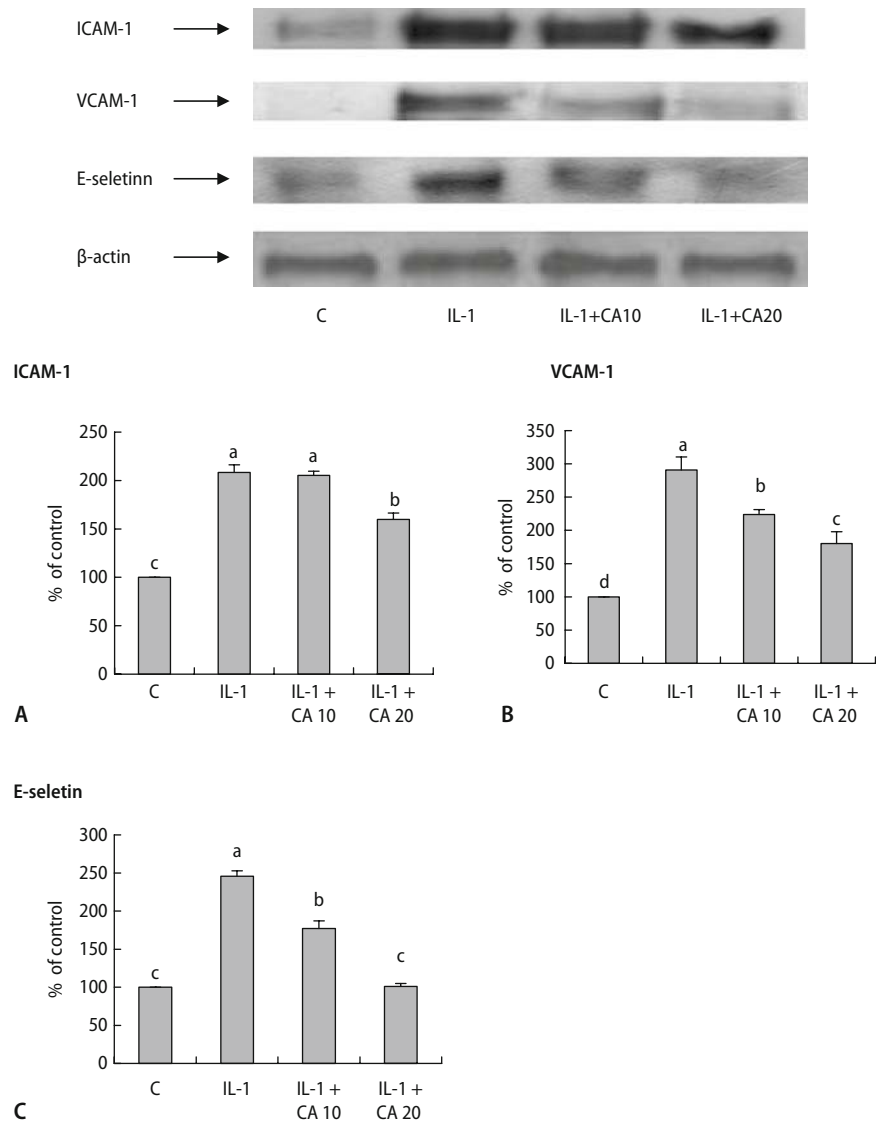 ICAM-1
VCAM-1
E-seletinn
β-actin
C IL-1 IL-1+CA10 IL-1+CA20
ICAM-1
250
200
150
100
50
0
% of control
c a a b
C IL-1 IL-1 + IL-1 +
CA 10 CA 20
A
VCAM-1
350
300
250
200
150
100
50
0
% of control
d a b c
C IL-1 IL-1 + IL-1 +
CA 10 CA 20
B
E-seletin
300
250
200
150
100
50
0
% of control
c a b c
C IL-1 IL-1 + IL-1 +
CA 10 CA 20
C